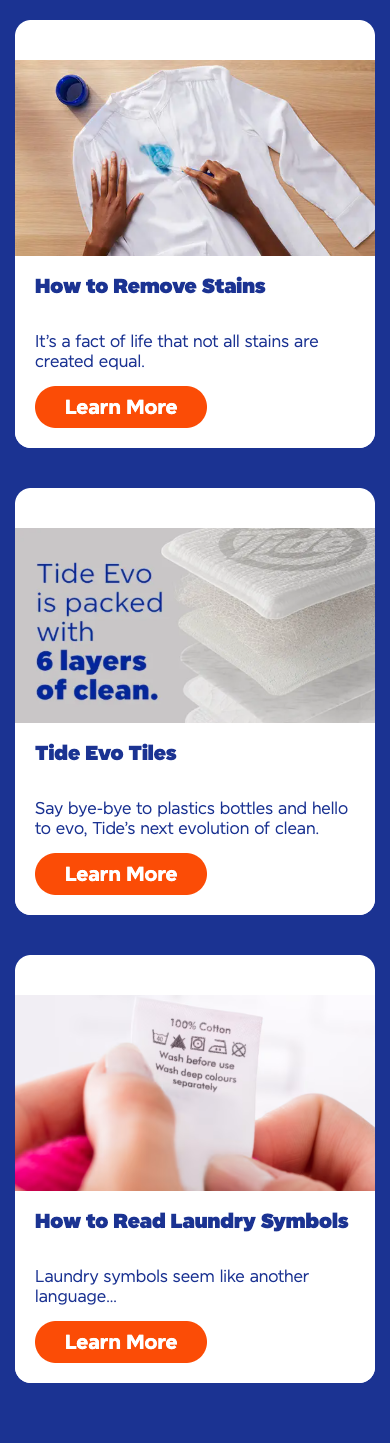 How to Remove Stains
It's a fact of life that not all stains are
created equal.
Learn More
Tide Evo
is packed
with
6 layers
of clean.
Tide
Tide Evo Tiles
Say bye-bye to plastics bottles and hello
to evo, Tide's next evolution of clean.
Learn More
100% Cotton
Wash before use
Wash deep colours
separately
How to Read Laundry Symbols
Laundry symbols seem like another
language...
Learn More